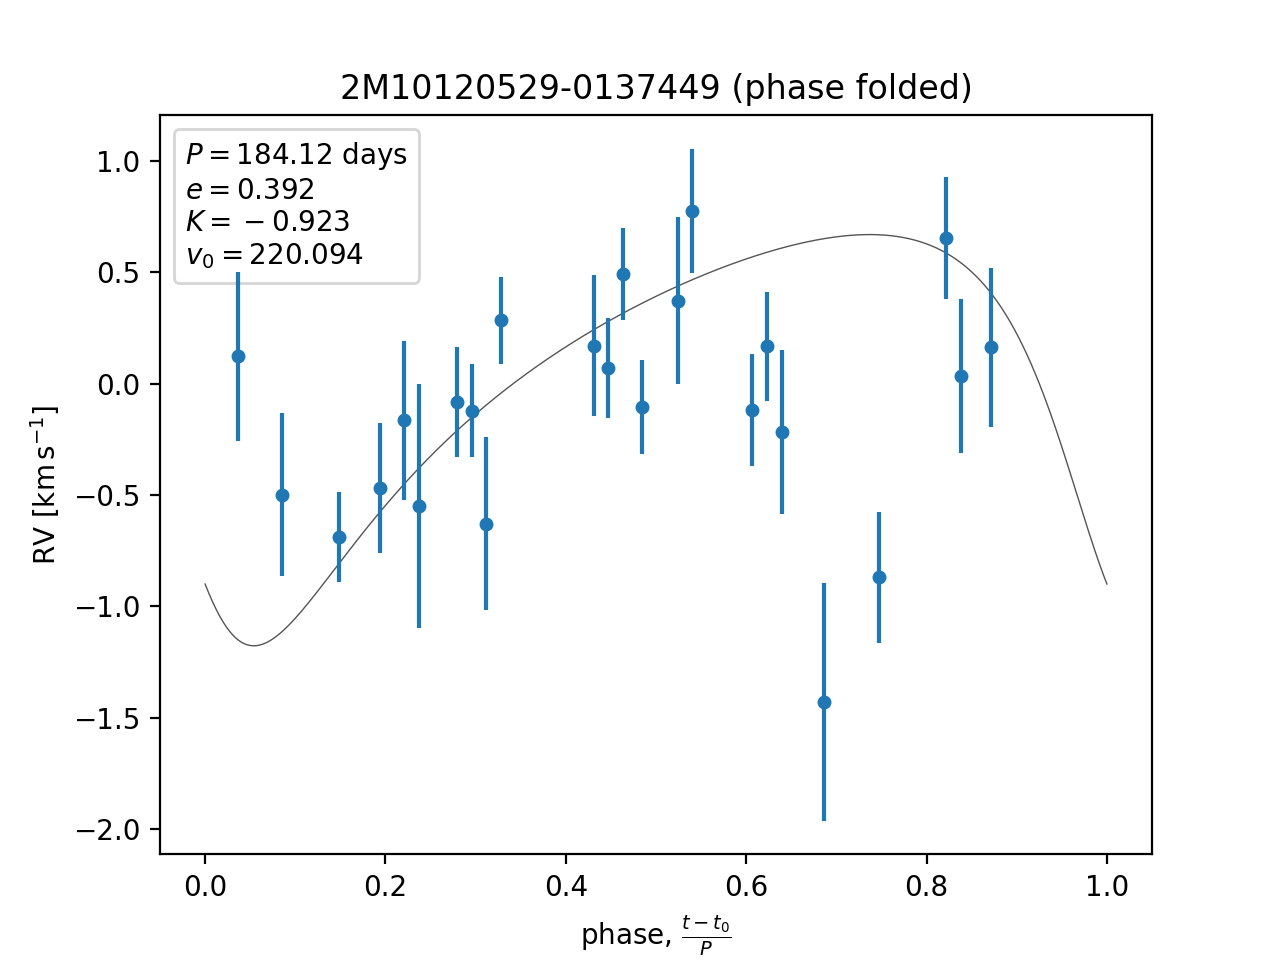 2M10120529-0137449 (phase folded)
P = 184.12 days
e = 0.392
K = −0.923
v₀ = 220.094
1.0
0.5
0.0
−0.5
−1.0
−1.5
−2.0
RV [km s⁻¹]
0.0 0.2 0.4 0.6 0.8 1.0
phase, (t − t₀)/P